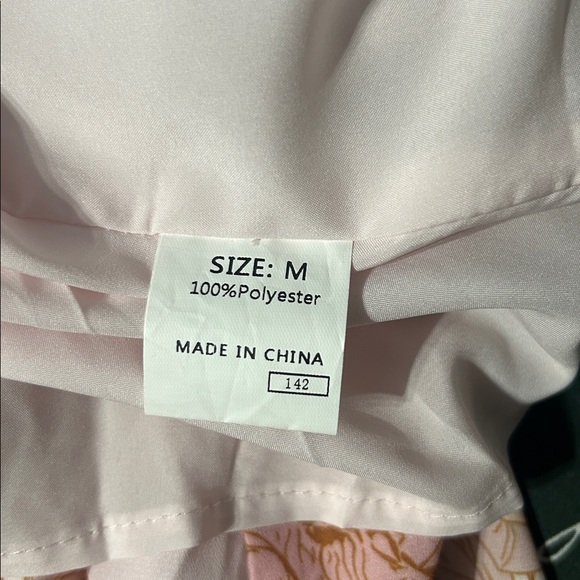 SIZE: M
100%Polyester
MADE IN CHINA
142